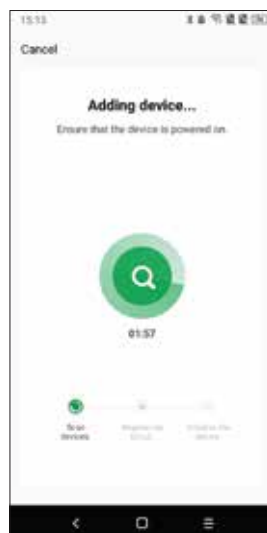 15:13
Cancel
Adding device...
Ensure that the device is powered on.
01:57
Scan
devices.